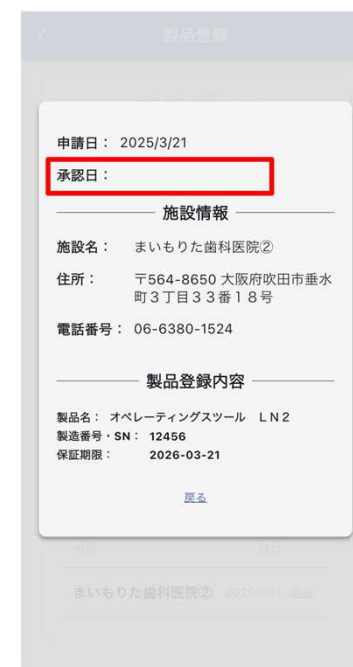 製品登録
申請日： 2025/3/21
承認日：
施設情報
施設名： まいもりた歯科医院②
住所： 〒564-8650 大阪府吹田市垂水
町３丁目３３番１８号
電話番号： 06-6380-1524
製品登録内容
製品名： オペレーティングスツール ＬＮ２
製造番号・SN： 12456
保証期限： 2026-03-21
戻る
まいもりた歯科医院② 2025/3/21